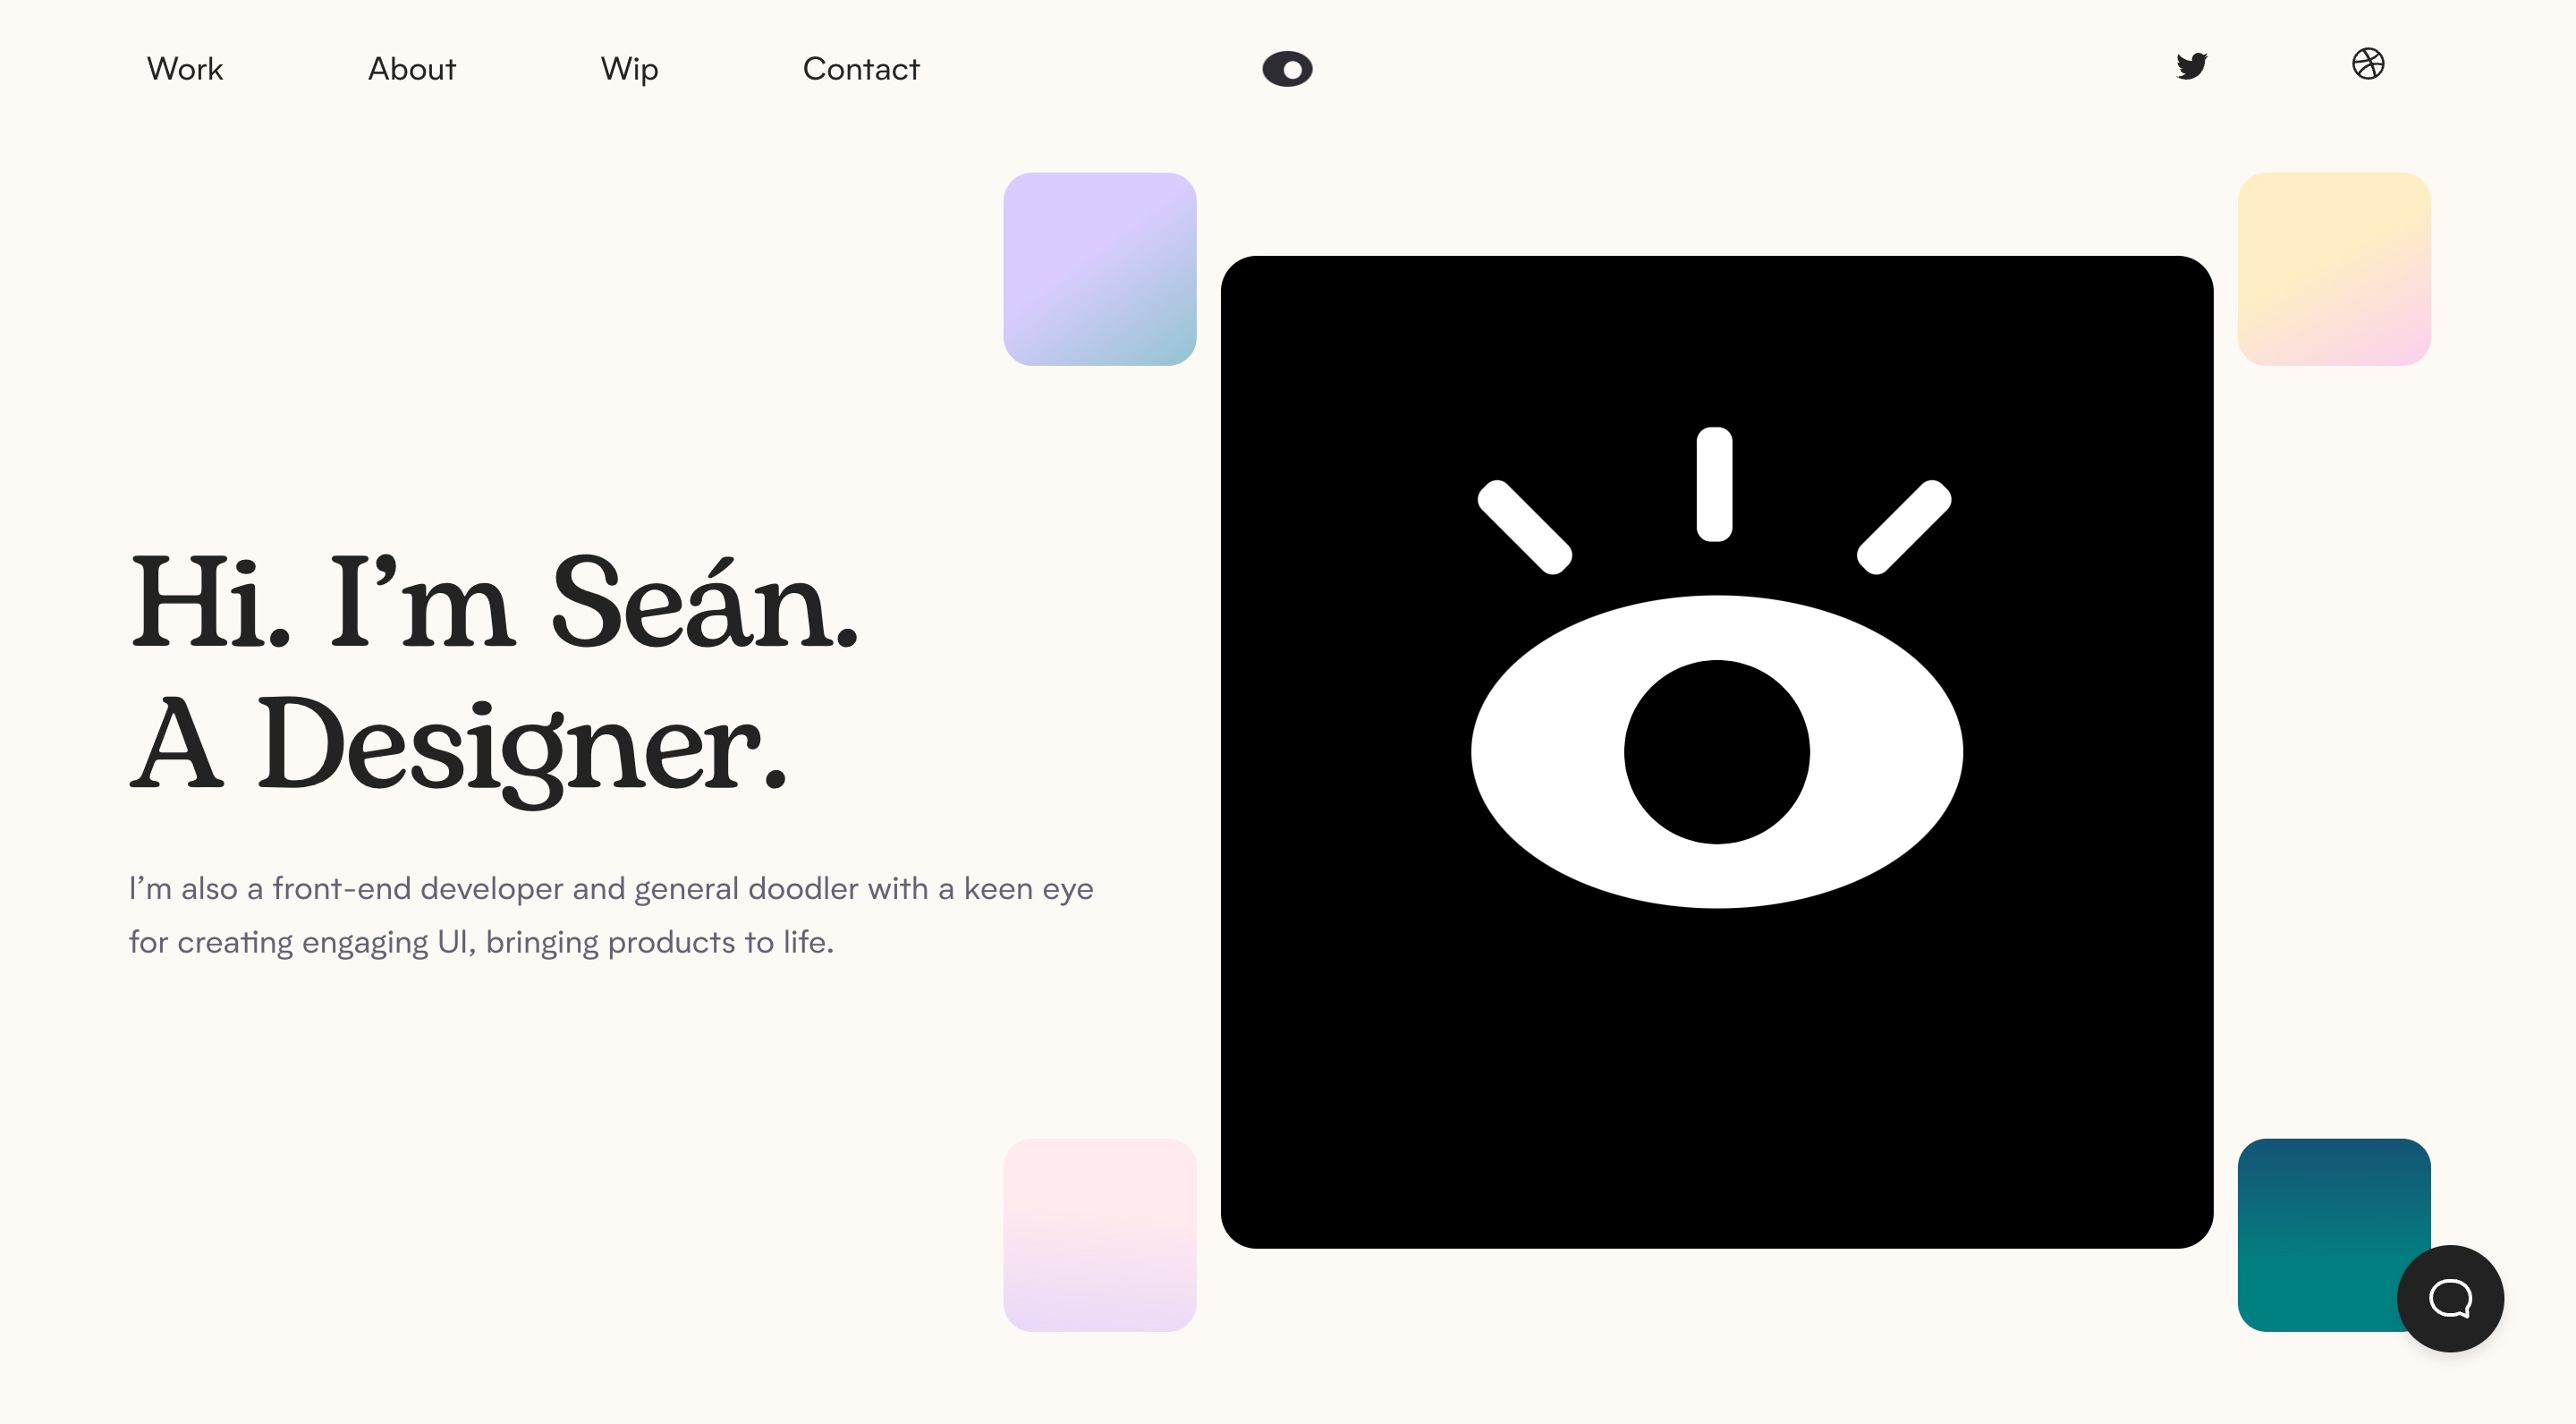 Work
About
Wip
Contact
Hi. I’m Seán.
A Designer.
I’m also a front-end developer and general doodler with a keen eye
for creating engaging UI, bringing products to life.